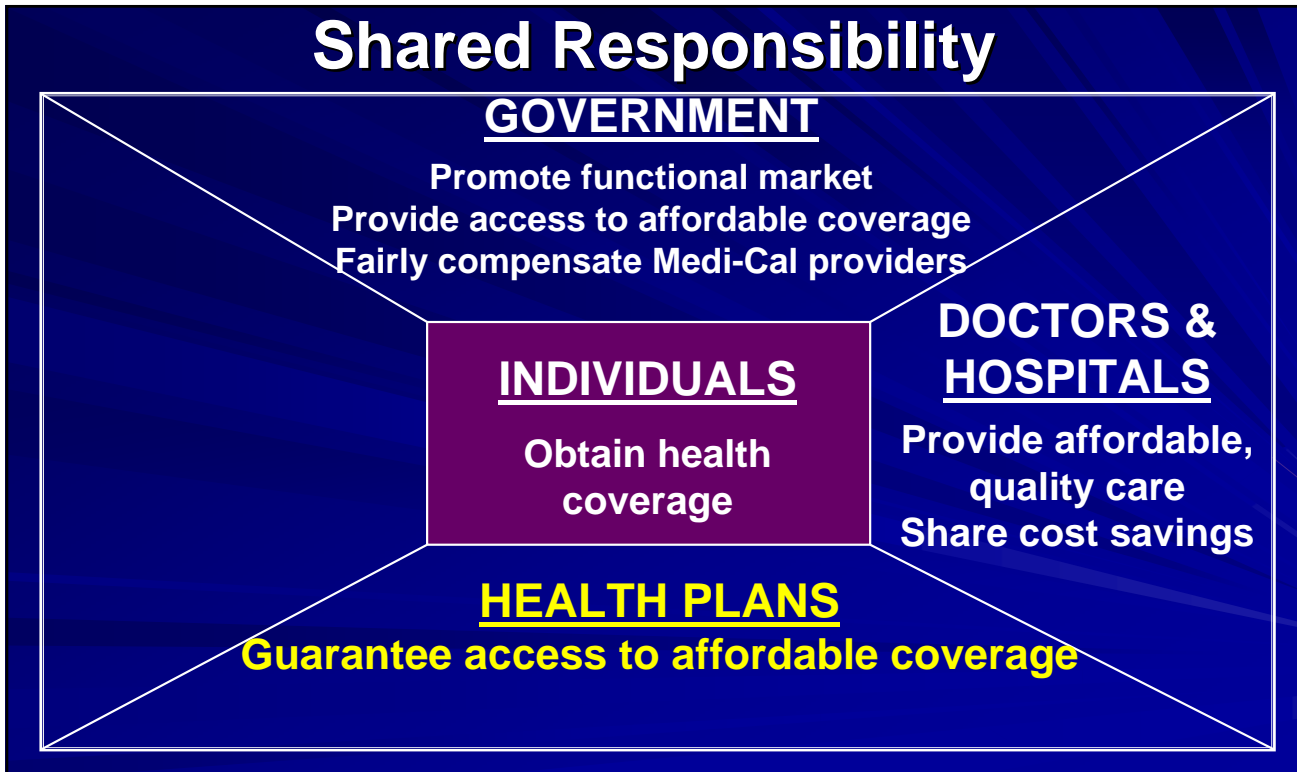 Shared Responsibility
GOVERNMENT
Promote functional market
Provide access to affordable coverage
Fairly compensate Medi-Cal providers
INDIVIDUALS
Obtain health
coverage
DOCTORS &
HOSPITALS
Provide affordable,
quality care
Share cost savings
HEALTH PLANS
Guarantee access to affordable coverage